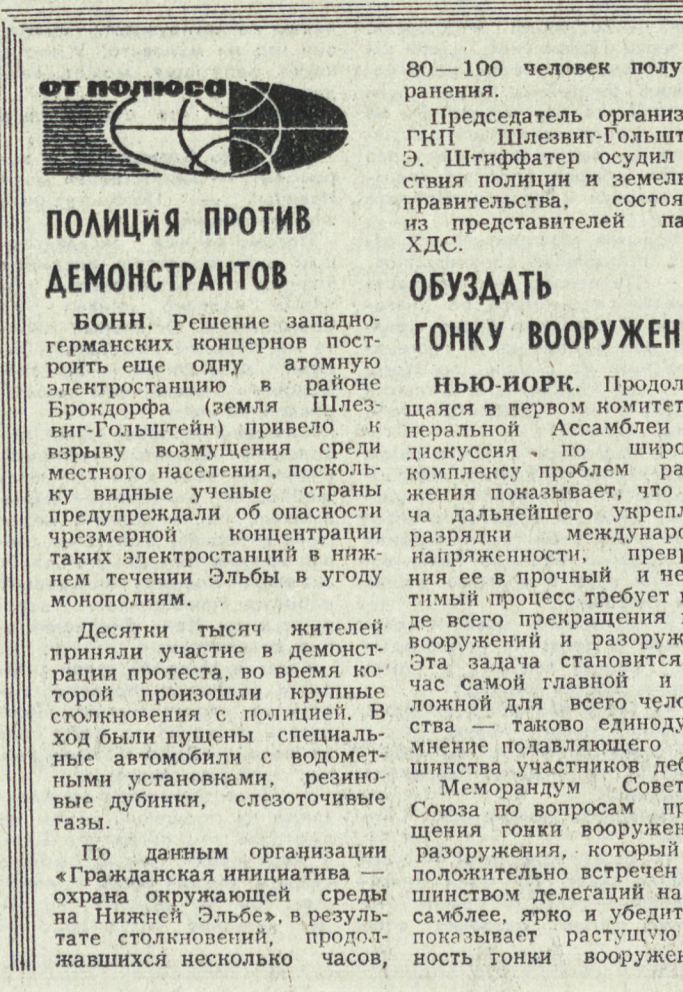 от полюса
ПОЛИЦИЯ ПРОТИВ
ДЕМОНСТРАНТОВ
БОНН. Решение западно-
германских концернов пост-
роить еще одну атомную
электростанцию в районе
Брокдорфа (земля Шлез-
виг-Гольштейн) привело к
взрыву возмущения среди
местного населения, посколь-
ку видные ученые страны
предупреждали об опасности
чрезмерной концентрации
таких электростанций в ниж-
нем течении Эльбы в угоду
монополиям.
Десятки тысяч жителей
приняли участие в демонст-
рации протеста, во время ко-
торой произошли крупные
столкновения с полицией. В
ход были пущены специаль-
ные автомобили с водомет-
ными установками, резино-
вые дубинки, слезоточивые
газы.
По данным организации
«Гражданская инициатива —
охрана окружающей среды
на Нижней Эльбе», в резуль-
тате столкновений, продол-
жавшихся несколько часов,
80—100 человек полу
ранения.
Председатель организ
ГКП Шлезвиг-Гольшт
Э. Штиффатер осудил
ствия полиции и земель
правительства, состоя
из представителей па
ХДС.
ОБУЗДАТЬ
ГОНКУ ВООРУЖЕН
НЬЮ-ЙОРК. Продол
щаяся в первом комитет
неральной Ассамблеи
дискуссия по широ
комплексу проблем ра
жения показывает, что
ча дальнейшего укрепл
разрядки междунаро
напряженности, превр
ния ее в прочный и не
тимый процесс требует
де всего прекращения
вооружений и разоруж
Эта задача становится
час самой главной и
ложной для всего чело
ства — таково единоду
мнение подавляющего
шинства участников деб
Меморандум Совет
Союза по вопросам пр
щения гонки вооружен
разоружения, который
положительно встречен
шинством делегаций на
самблее, ярко и убедит
показывает растущую
ность гонки вооружен